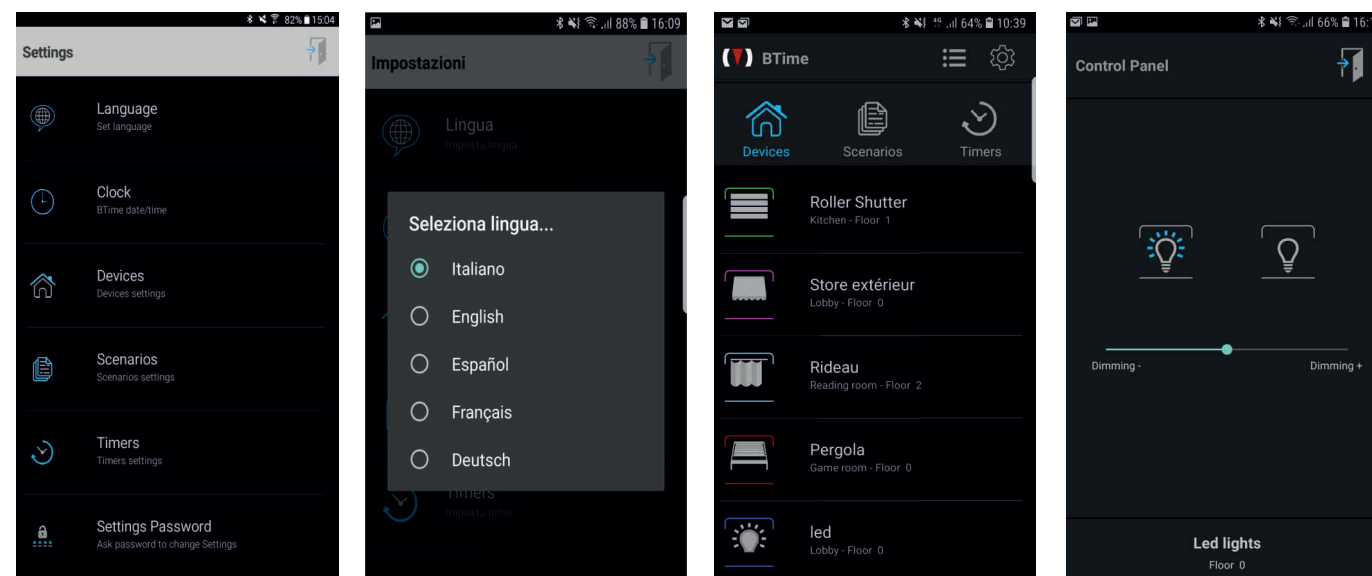 82% 15:04
Settings
Language
Set language
Clock
BTime date/time
Devices
Devices settings
Scenarios
Scenarios settings
Timers
Timers settings
Settings Password
Ask password to change Settings
88% 16:09
Impostazioni
Lingua
Imposta lingua
Seleziona lingua...
Italiano
English
Español
Français
Deutsch
Timers
Imposta timer
64% 10:39
BTime
Devices Scenarios Timers
Roller Shutter
Kitchen - Floor 1
Store extérieur
Lobby - Floor 0
Rideau
Reading room - Floor 2
Pergola
Game room - Floor 0
led
Lobby - Floor 0
66%
Control Panel
Dimming - Dimming +
Led lights
Floor 0